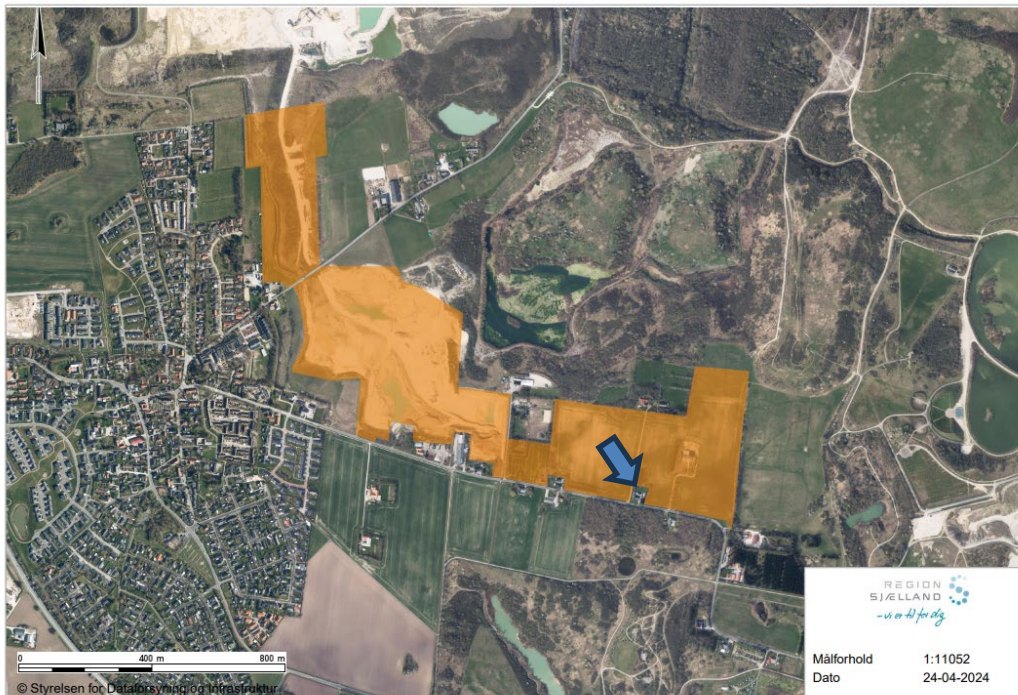 0 400 m 800 m
© Styrelsen for Dataforsyning og Infrastruktur
REGION
SJÆLLAND
- vi er til for dig
Målforhold 1:11052
Dato 24-04-2024